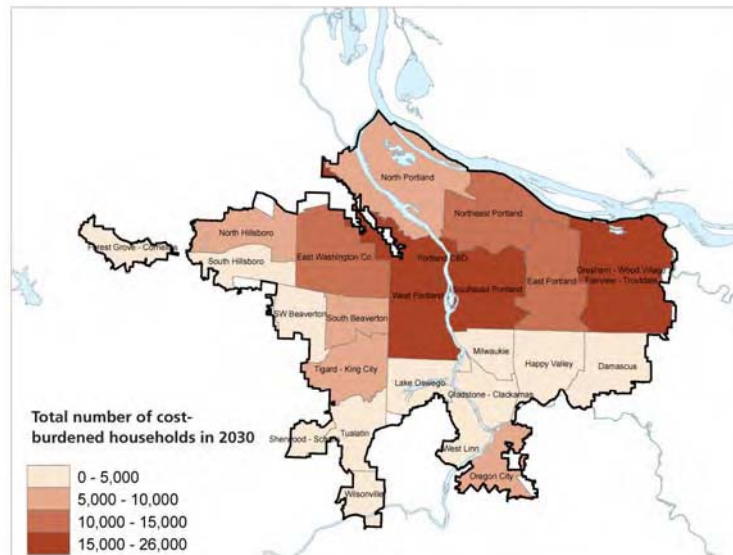 North Portland
Northeast Portland
Forest Grove - Cornelius
North Hillsboro
Portland CBD
East Washington Co.
South Hillsboro
Gresham - Wood Village
Fairview - Troutdale
East Portland
Southeast Portland
West Portland
SW Beaverton
South Beaverton
Milwaukie
Happy Valley
Damascus
Tigard - King City
Lake Oswego
Gladstone - Clackamas
Total number of cost-
burdened households in 2030
Tualatin
Sherwood -
West Linn
Oregon City
Wilsonville
0 - 5,000
5,000 - 10,000
10,000 - 15,000
15,000 - 26,000